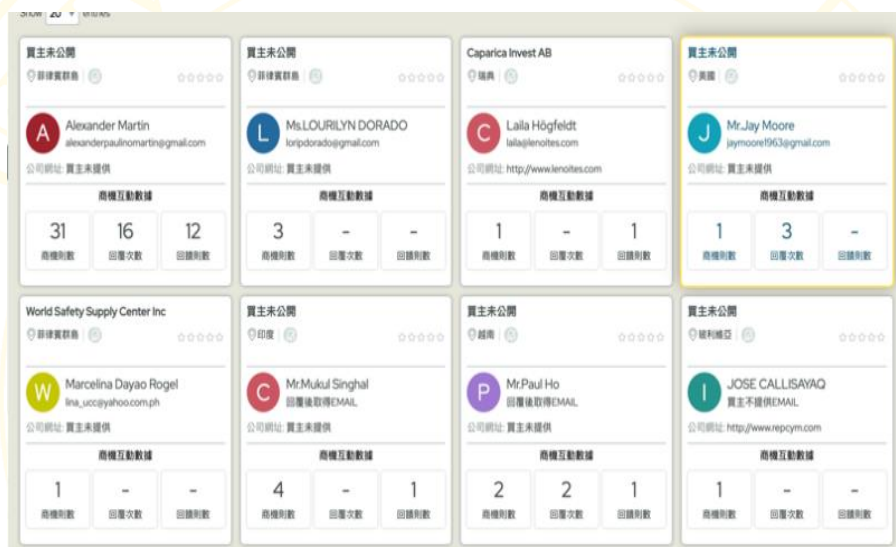 Show 20 entries
買主未公開
菲律賓群島
A
Alexander Martin
alexanderpaulinomartin@gmail.com
公司網址: 買主未提供
商機互動數據
31 16 12
商機則數 回覆次數 回饋則數
買主未公開
菲律賓群島
L
Ms.LOURILYN DORADO
loripdorado@gmail.com
公司網址: 買主未提供
商機互動數據
3 - -
商機則數 回覆次數 回饋則數
Caparica Invest AB
瑞典
C
Laila Högfeldt
laila@lenoites.com
公司網址: http://www.lenoites.com
商機互動數據
1 - 1
商機則數 回覆次數 回饋則數
買主未公開
美國
J
Mr.Jay Moore
jaymoore1963@gmail.com
公司網址: 買主未提供
商機互動數據
1 3 -
商機則數 回覆次數 回饋則數
World Safety Supply Center Inc
菲律賓群島
W
Marcelina Dayao Rogel
lina_ucc@yahoo.com.ph
公司網址: 買主未提供
商機互動數據
1 - -
商機則數 回覆次數 回饋則數
買主未公開
印度
C
Mr.Mukul Singhal
回覆後取得EMAIL
公司網址: 買主未提供
商機互動數據
4 - 1
商機則數 回覆次數 回饋則數
買主未公開
越南
P
Mr.Paul Ho
回覆後取得EMAIL
公司網址: 買主未提供
商機互動數據
2 2 1
商機則數 回覆次數 回饋則數
買主未公開
玻利維亞
I
JOSE CALLISAYAQ
買主不提供EMAIL
公司網址: http://www.repcym.com
商機互動數據
1 - -
商機則數 回覆次數 回饋則數